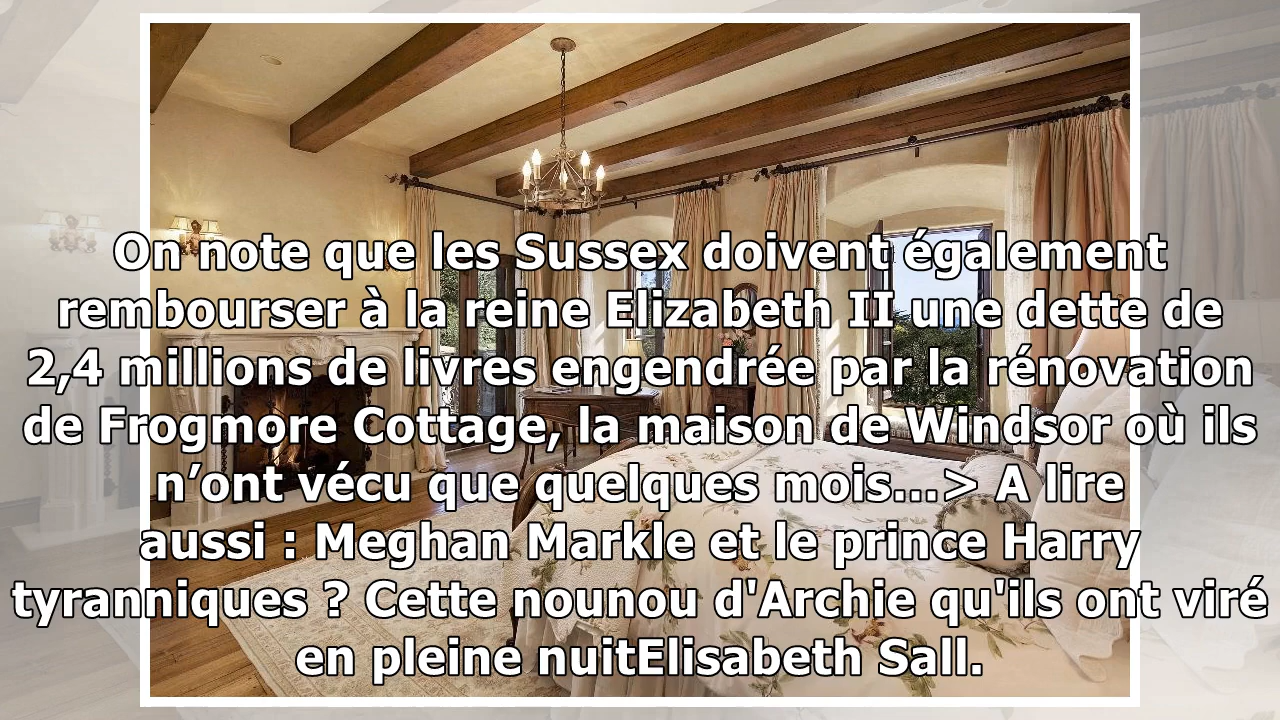 On note que les Sussex doivent également
rembourser à la reine Elizabeth II une dette de
2,4 millions de livres engendrée par la rénovation
de Frogmore Cottage, la maison de Windsor où ils
n’ont vécu que quelques mois...> A lire
aussi : Meghan Markle et le prince Harry
tyranniques ? Cette nounou d'Archie qu'ils ont viré
en pleine nuitElisabeth Sall.